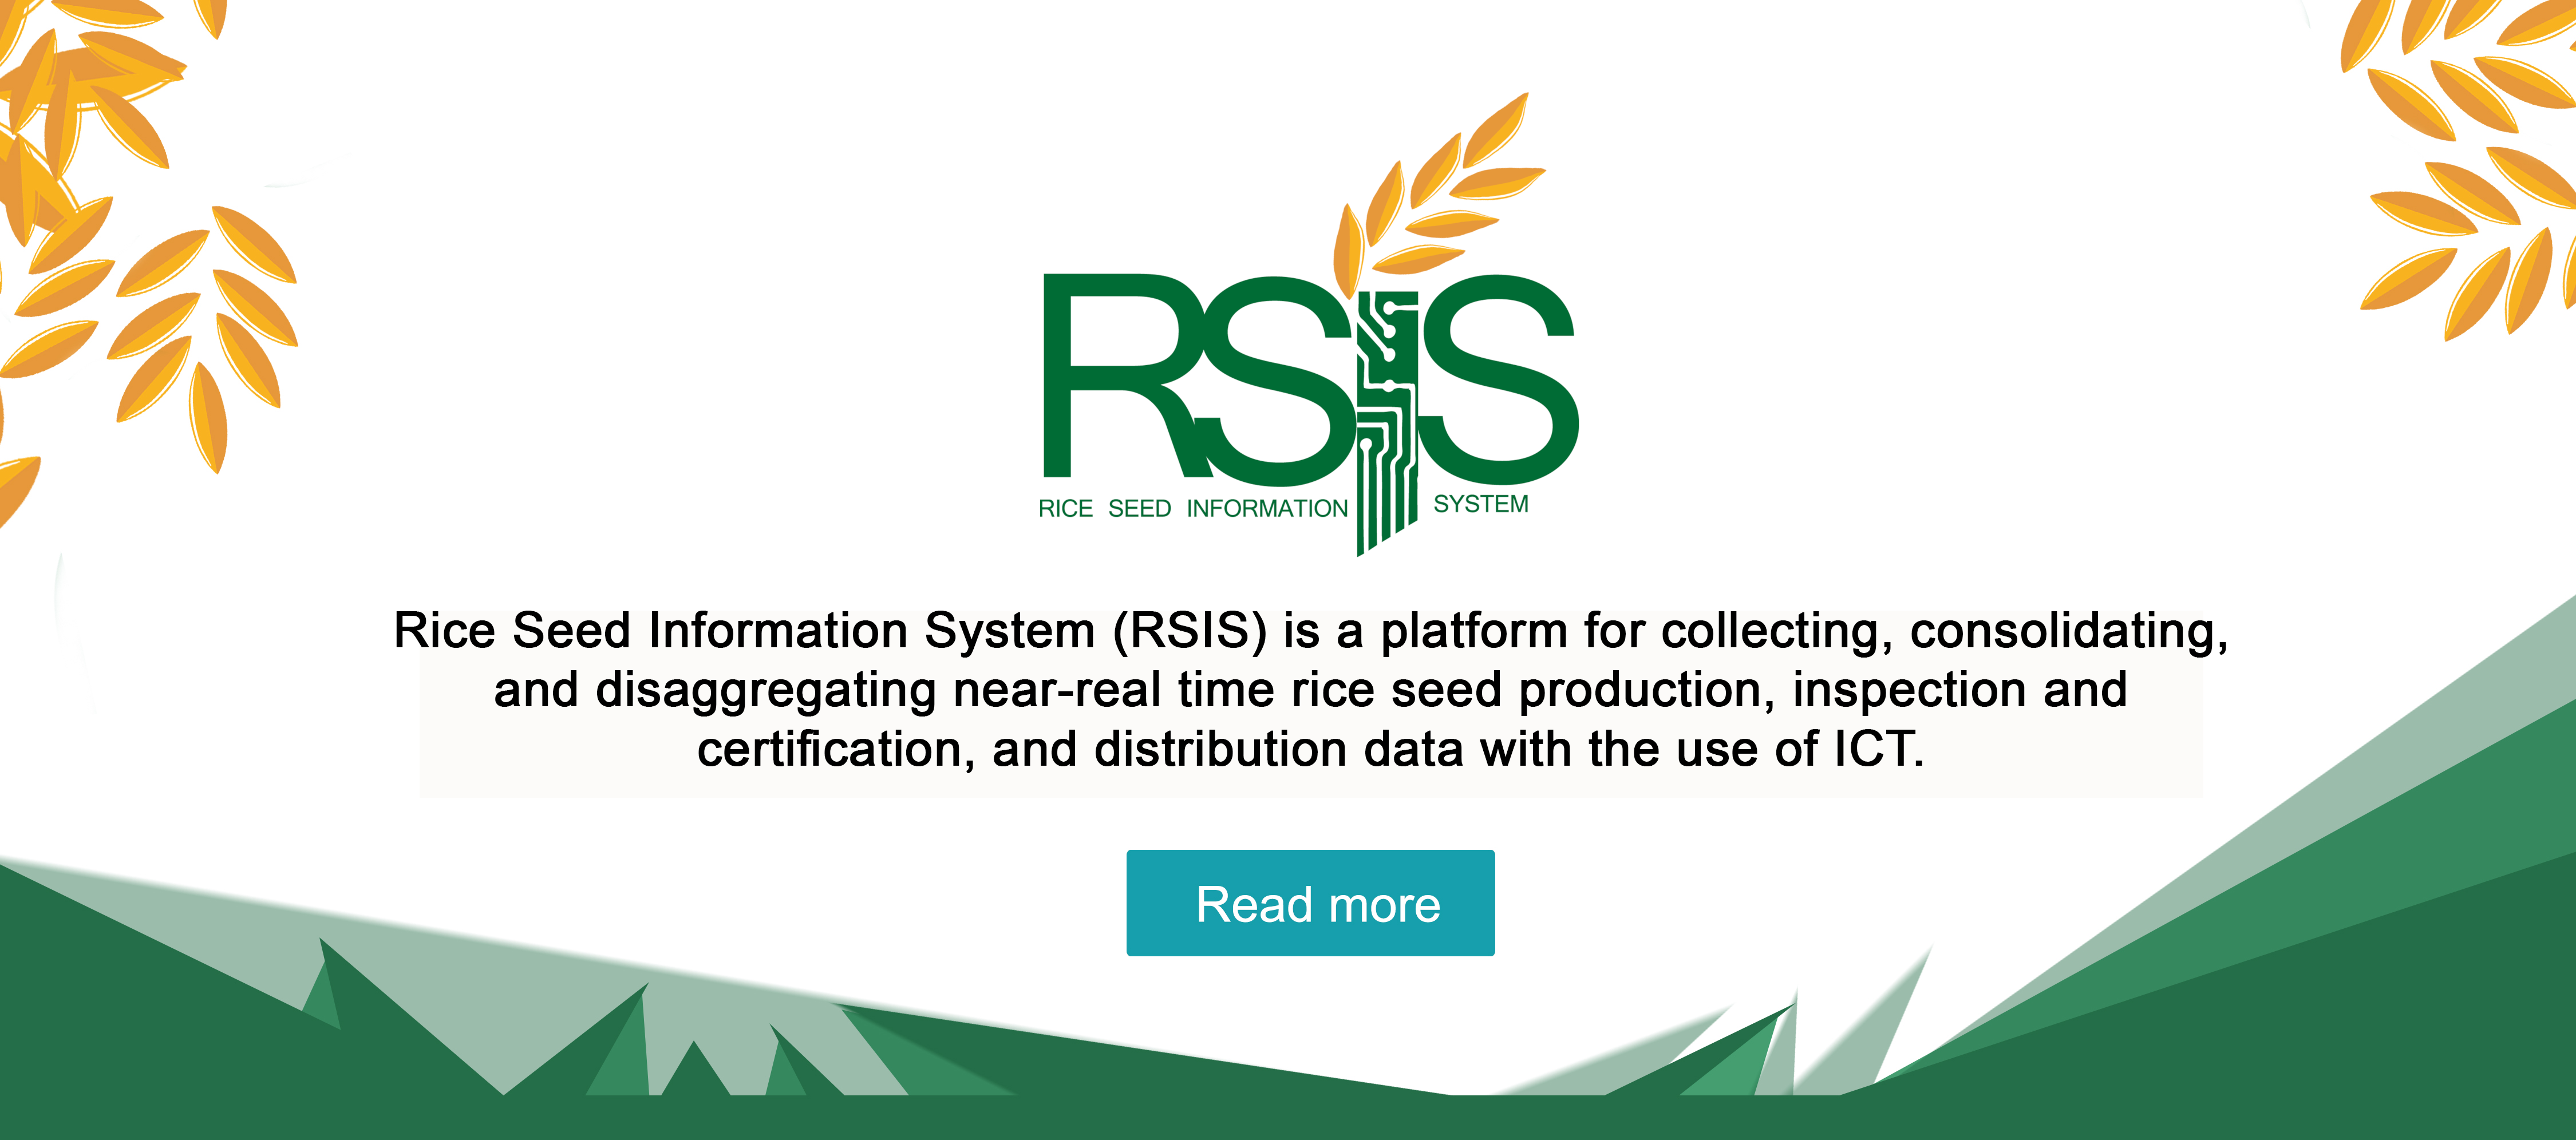 RSIS
RICE SEED INFORMATION SYSTEM
Rice Seed Information System (RSIS) is a platform for collecting, consolidating,
and disaggregating near-real time rice seed production, inspection and
certification, and distribution data with the use of ICT.
Read more